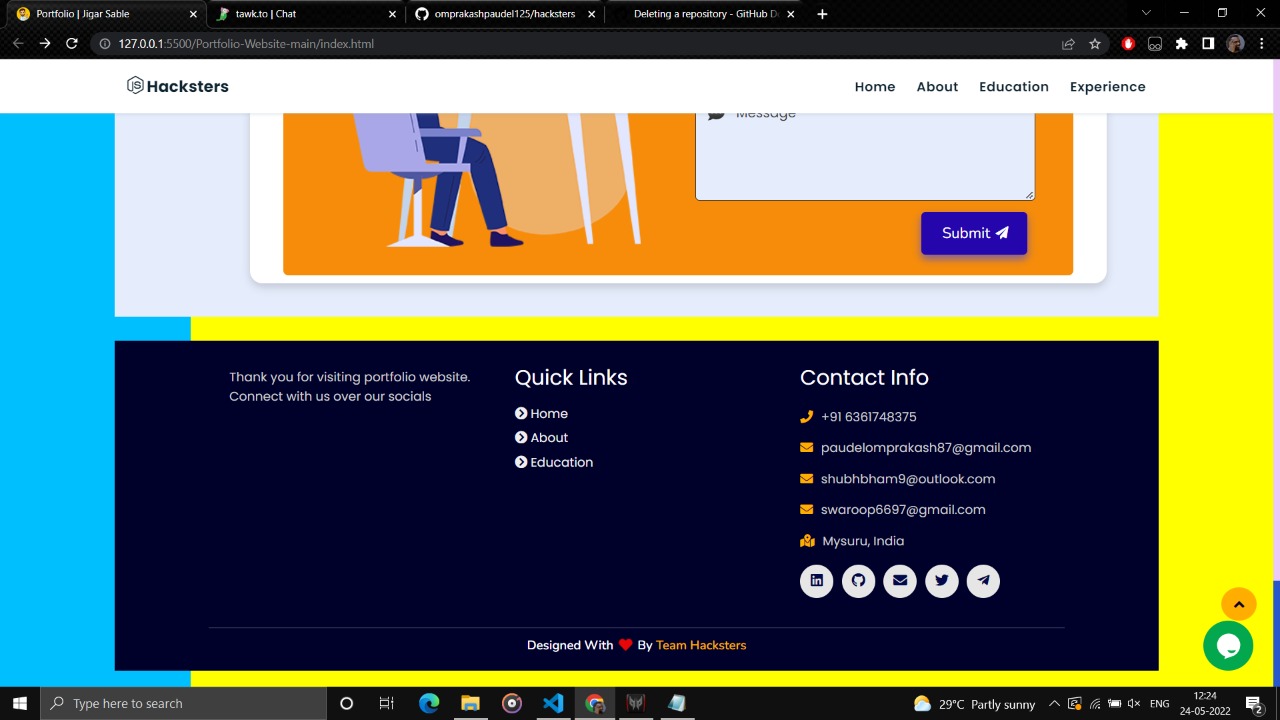 Portfolio | Jigar Sable
tawk.to | Chat
omprakashpaudel125/hacksters
Deleting a repository - GitHub D
127.0.0.1:5500/Portfolio-Website-main/index.html
Hacksters
Home
About
Education
Experience
Message
Submit
Thank you for visiting portfolio website.
Connect with us over our socials
Quick Links
Home
About
Education
Contact Info
+91 6361748375
paudelomprakash87@gmail.com
shubhbham9@outlook.com
swaroop6697@gmail.com
Mysuru, India
Designed With ❤ By Team Hacksters
Type here to search
29°C Partly sunny
ENG
12:24
24-05-2022
2